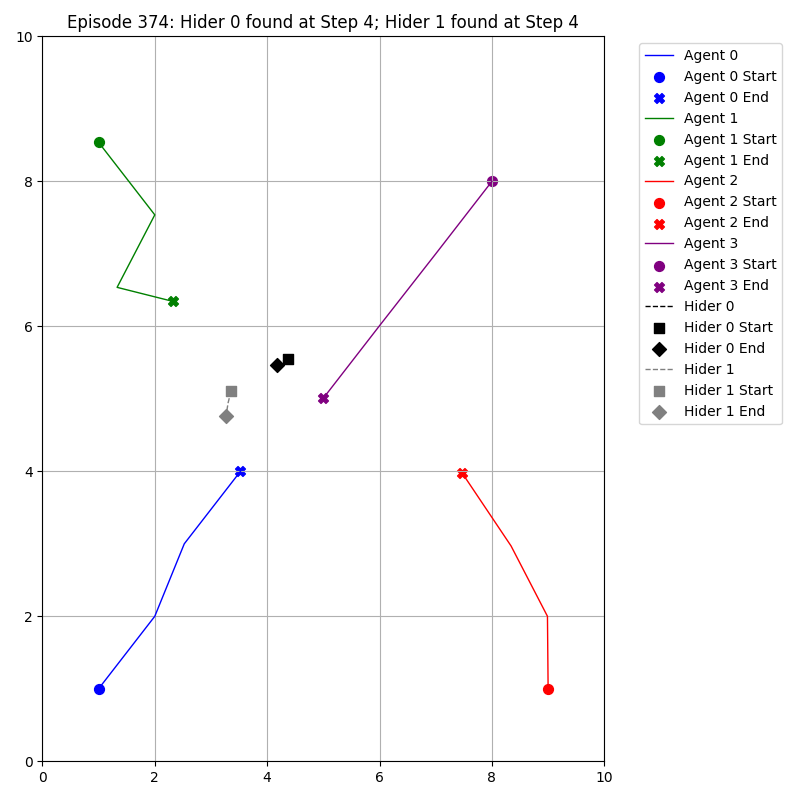 Episode 374: Hider 0 found at Step 4; Hider 1 found at Step 4
10
8
6
4
2
0
0 2 4 6 8 10
Agent 0
Agent 0 Start
Agent 0 End
Agent 1
Agent 1 Start
Agent 1 End
Agent 2
Agent 2 Start
Agent 2 End
Agent 3
Agent 3 Start
Agent 3 End
Hider 0
Hider 0 Start
Hider 0 End
Hider 1
Hider 1 Start
Hider 1 End